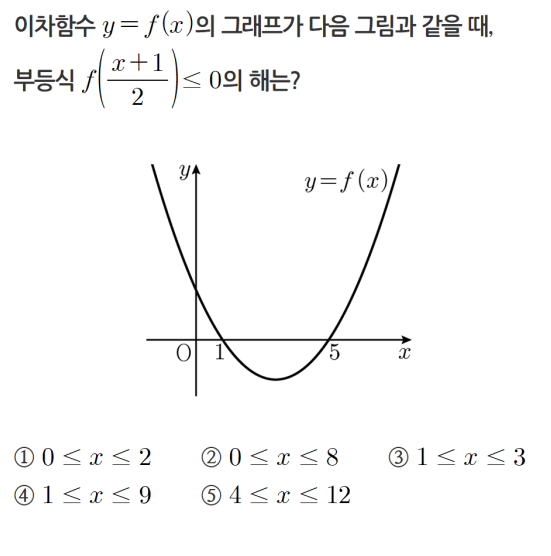 이차함수 y=f(x)의 그래프가 다음 그림과 같을 때,
부등식 f((x+1)/2) ≤ 0의 해는?
y
y=f(x)
O 1 5 x
① 0 ≤ x ≤ 2 ② 0 ≤ x ≤ 8 ③ 1 ≤ x ≤ 3
④ 1 ≤ x ≤ 9 ⑤ 4 ≤ x ≤ 12